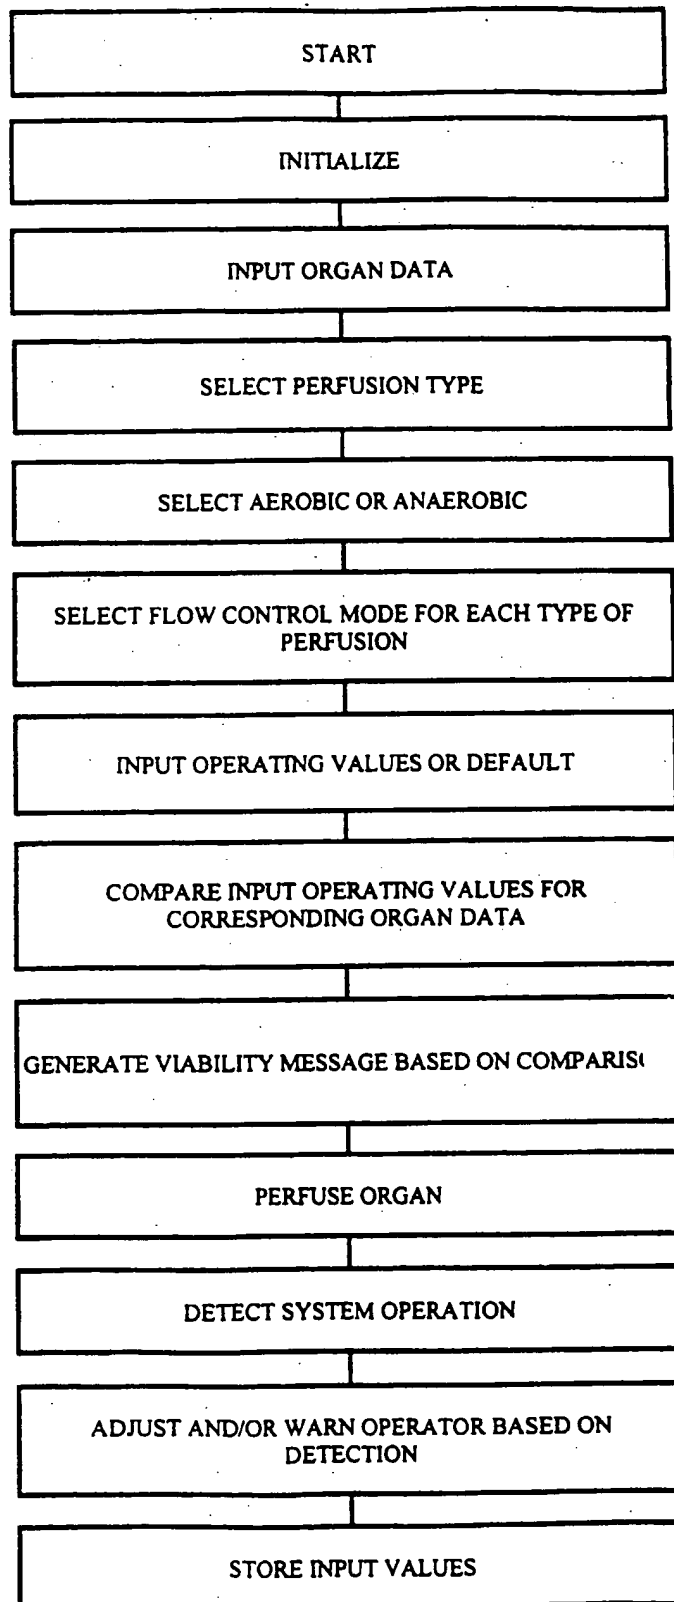 START
INITIALIZE
INPUT ORGAN DATA
SELECT PERFUSION TYPE
SELECT AEROBIC OR ANAEROBIC
SELECT FLOW CONTROL MODE FOR EACH TYPE OF
PERFUSION
INPUT OPERATING VALUES OR DEFAULT
COMPARE INPUT OPERATING VALUES FOR
CORRESPONDING ORGAN DATA
GENERATE VIABILITY MESSAGE BASED ON COMPARIS
PERFUSE ORGAN
DETECT SYSTEM OPERATION
ADJUST AND/OR WARN OPERATOR BASED ON
DETECTION
STORE INPUT VALUES